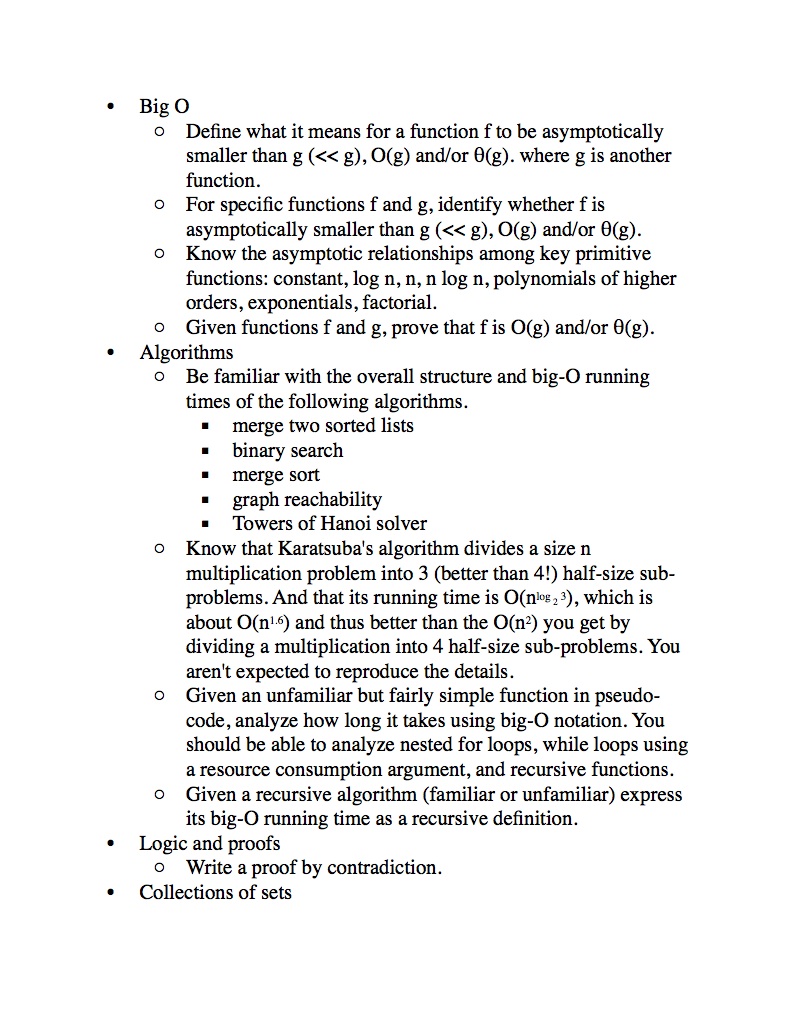 • Big O
o Define what it means for a function f to be asymptotically
smaller than g (<< g), O(g) and/or θ(g). where g is another
function.
o For specific functions f and g, identify whether f is
asymptotically smaller than g (<< g), O(g) and/or θ(g).
o Know the asymptotic relationships among key primitive
functions: constant, log n, n, n log n, polynomials of higher
orders, exponentials, factorial.
o Given functions f and g, prove that f is O(g) and/or θ(g).
• Algorithms
o Be familiar with the overall structure and big-O running
times of the following algorithms.
▪ merge two sorted lists
▪ binary search
▪ merge sort
▪ graph reachability
▪ Towers of Hanoi solver
o Know that Karatsuba's algorithm divides a size n
multiplication problem into 3 (better than 4!) half-size sub-
problems. And that its running time is O(n^log₂3), which is
about O(n^1.6) and thus better than the O(n²) you get by
dividing a multiplication into 4 half-size sub-problems. You
aren't expected to reproduce the details.
o Given an unfamiliar but fairly simple function in pseudo-
code, analyze how long it takes using big-O notation. You
should be able to analyze nested for loops, while loops using
a resource consumption argument, and recursive functions.
o Given a recursive algorithm (familiar or unfamiliar) express
its big-O running time as a recursive definition.
• Logic and proofs
o Write a proof by contradiction.
• Collections of sets